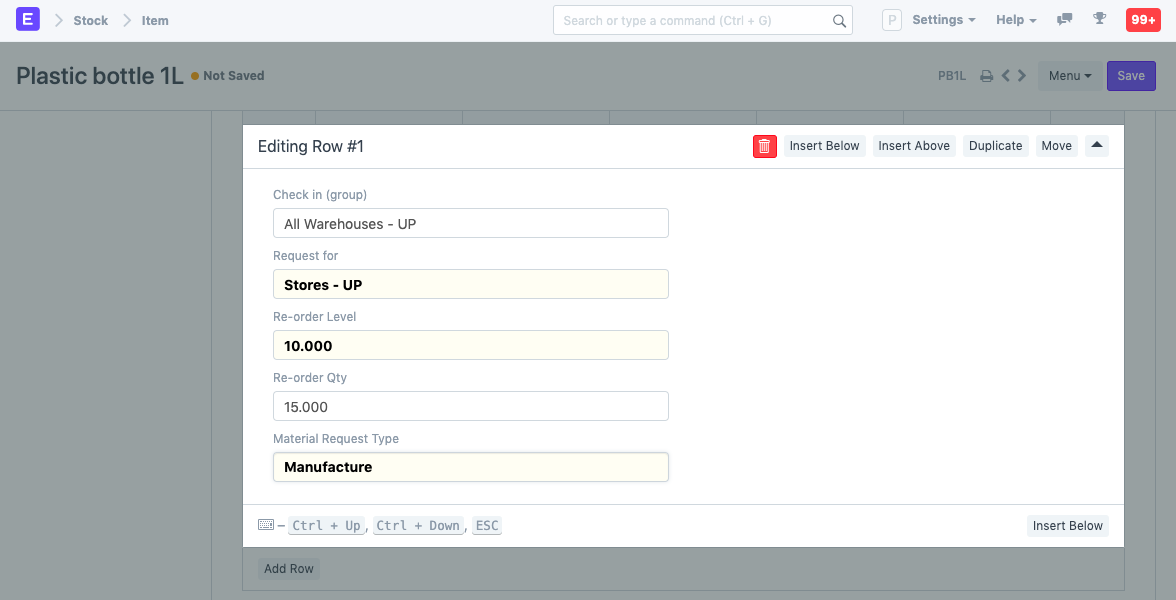 E Stock Item Search or type a command (Ctrl + G) P Settings Help 99+
Plastic bottle 1L Not Saved PB1L Menu Save
Editing Row #1 Insert Below Insert Above Duplicate Move
Check in (group)
All Warehouses - UP
Request for
Stores - UP
Re-order Level
10.000
Re-order Qty
15.000
Material Request Type
Manufacture
– Ctrl + Up, Ctrl + Down, ESC Insert Below
Add Row